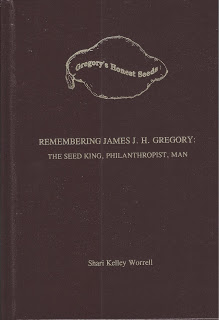 Gregory's Honest Seeds
REMEMBERING JAMES J. H. GREGORY:
THE SEED KING, PHILANTHROPIST, MAN
Shari Kelley Worrell